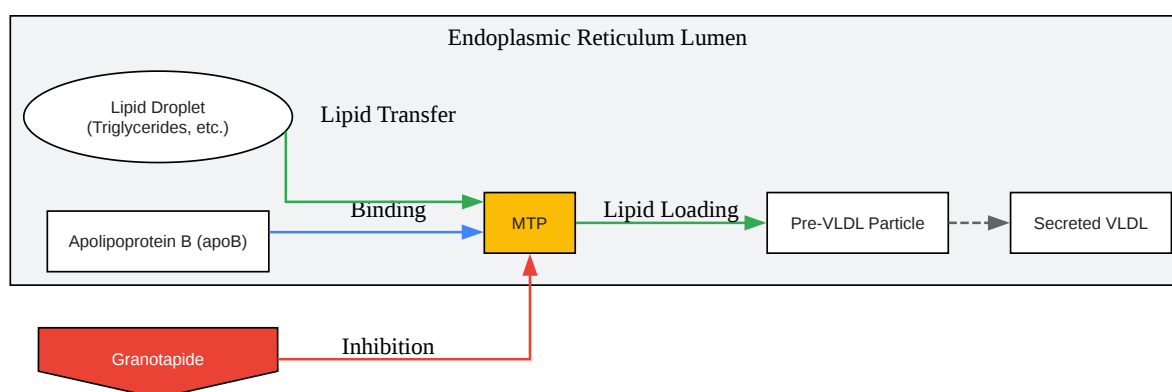 Endoplasmic Reticulum Lumen
Lipid Droplet
(Triglycerides, etc.)
Lipid Transfer
Binding
Apolipoprotein B (apoB)
MTP
Lipid Loading
Pre-VLDL Particle
Secreted VLDL
Granotapide
Inhibition